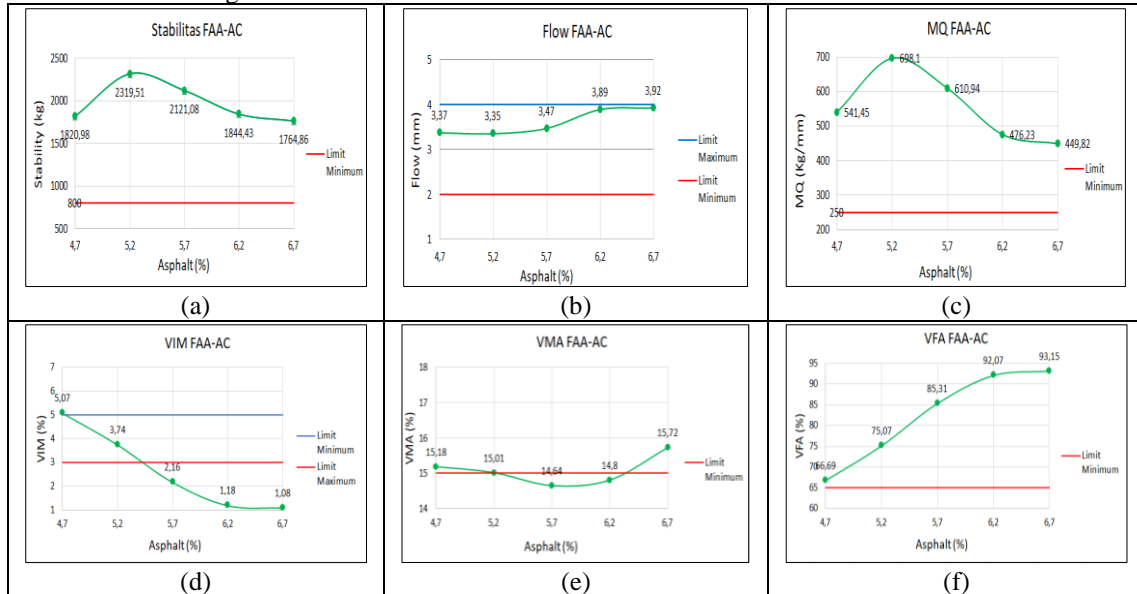 Stabilitas FAA-AC
2500
2000
1500
1000
500
Stability (kg)
1820,98
2319,51
2121,08
1844,43
1764,86
800
Limit
Minimum
4,7
5,2
5,7
6,2
6,7
Asphalt (%)
(a)
Flow FAA-AC
5
4
3
2
1
Flow (mm)
3,37
3,35
3,47
3,89
3,92
Limit
Maximum
Limit
Minimum
4,7
5,2
5,7
6,2
6,7
Asphalt (%)
(b)
MQ FAA-AC
700
600
500
400
300
200
MQ (Kg/mm)
541,45
698,1
610,94
476,23
449,82
250
Limit
Minimum
4,7
5,2
5,7
6,2
6,7
Asphalt (%)
(c)
VIM FAA-AC
7
6
5
4
3
2
1
VIM (%)
5,07
3,74
2,16
1,18
1,08
Limit
Minimum
Limit
Maximum
4,7
5,2
5,7
6,2
6,7
Asphalt (%)
(d)
VMA FAA-AC
18
17
16
15
14
VMA (%)
15,18
15,01
14,64
14,8
15,72
Limit
Minimum
4,7
5,2
5,7
6,2
6,7
Asphalt (%)
(e)
VFA FAA-AC
95
90
85
80
75
70
65
60
VFA (%)
66,69
75,07
85,31
92,07
93,15
Limit
Minimum
4,7
5,2
5,7
6,2
6,7
Asphalt (%)
(f)